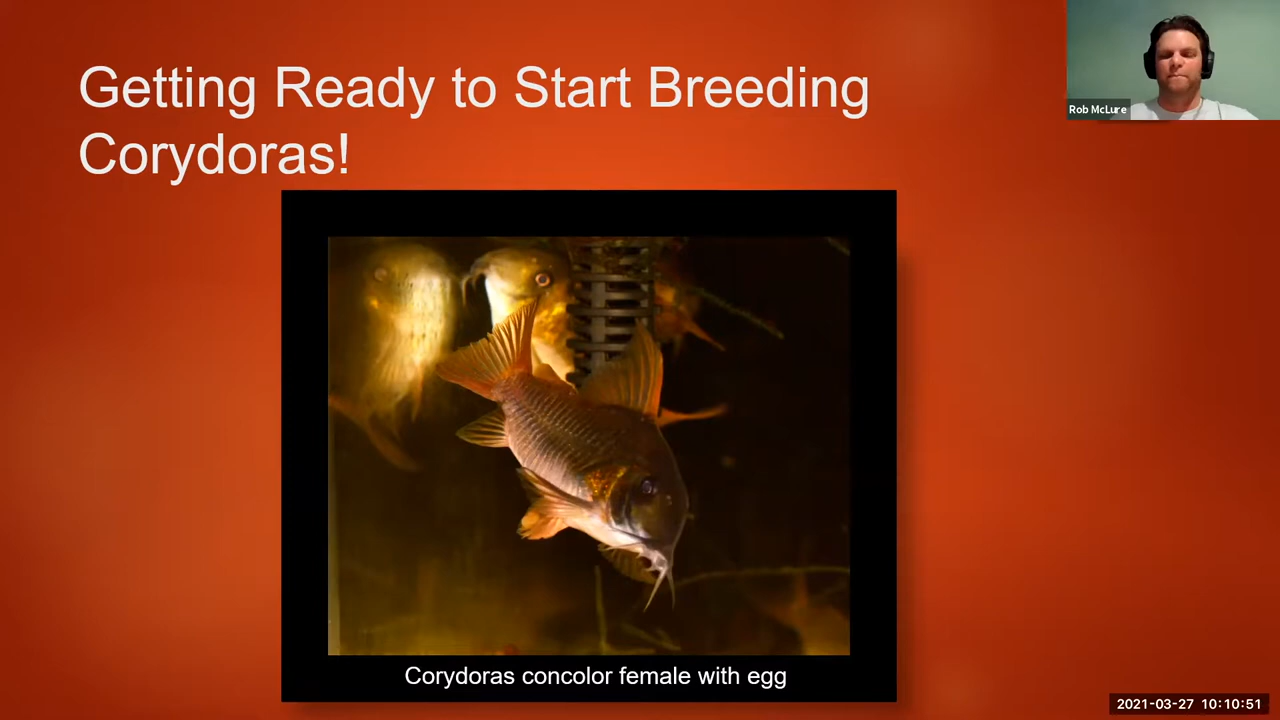 Getting Ready to Start Breeding
Corydoras!
Rob McLure
Corydoras concolor female with egg
2021-03-27 10:10:51